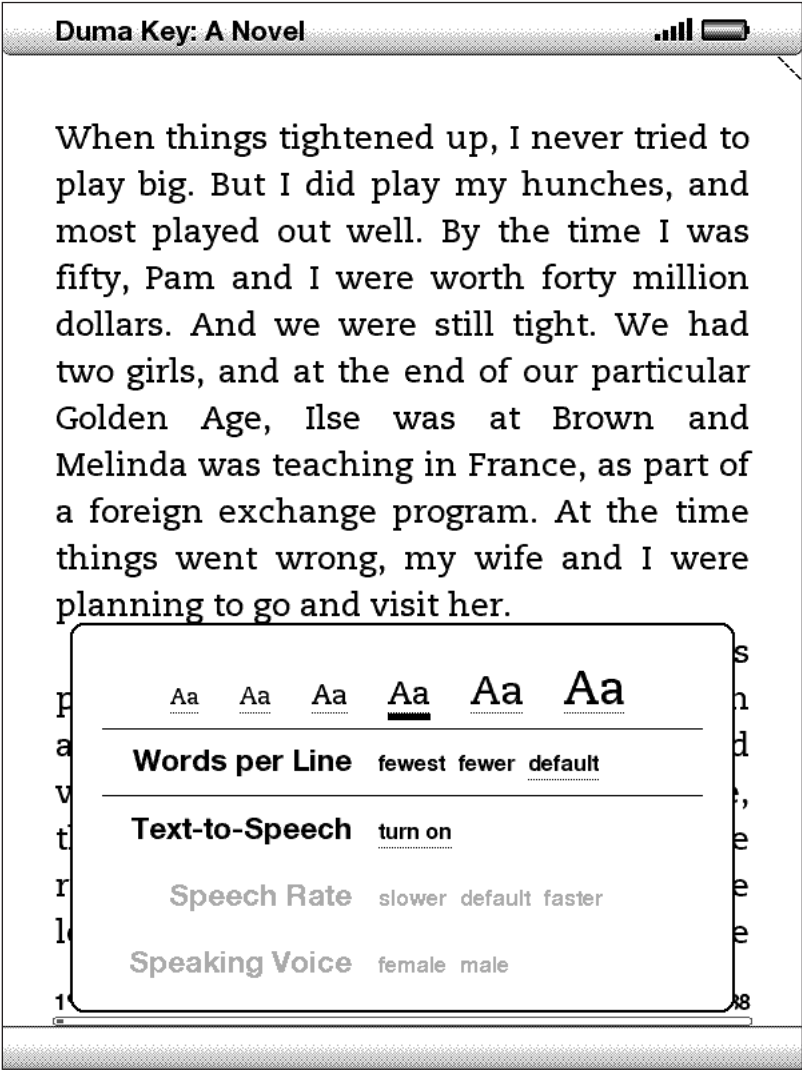 Duma Key: A Novel
When things tightened up, I never tried to
play big. But I did play my hunches, and
most played out well. By the time I was
fifty, Pam and I were worth forty million
dollars. And we were still tight. We had
two girls, and at the end of our particular
Golden Age, Ilse was at Brown and
Melinda was teaching in France, as part of
a foreign exchange program. At the time
things went wrong, my wife and I were
planning to go and visit her.
Aa Aa Aa Aa Aa Aa
Words per Line fewest fewer default
Text-to-Speech turn on
Speech Rate slower default faster
Speaking Voice female male